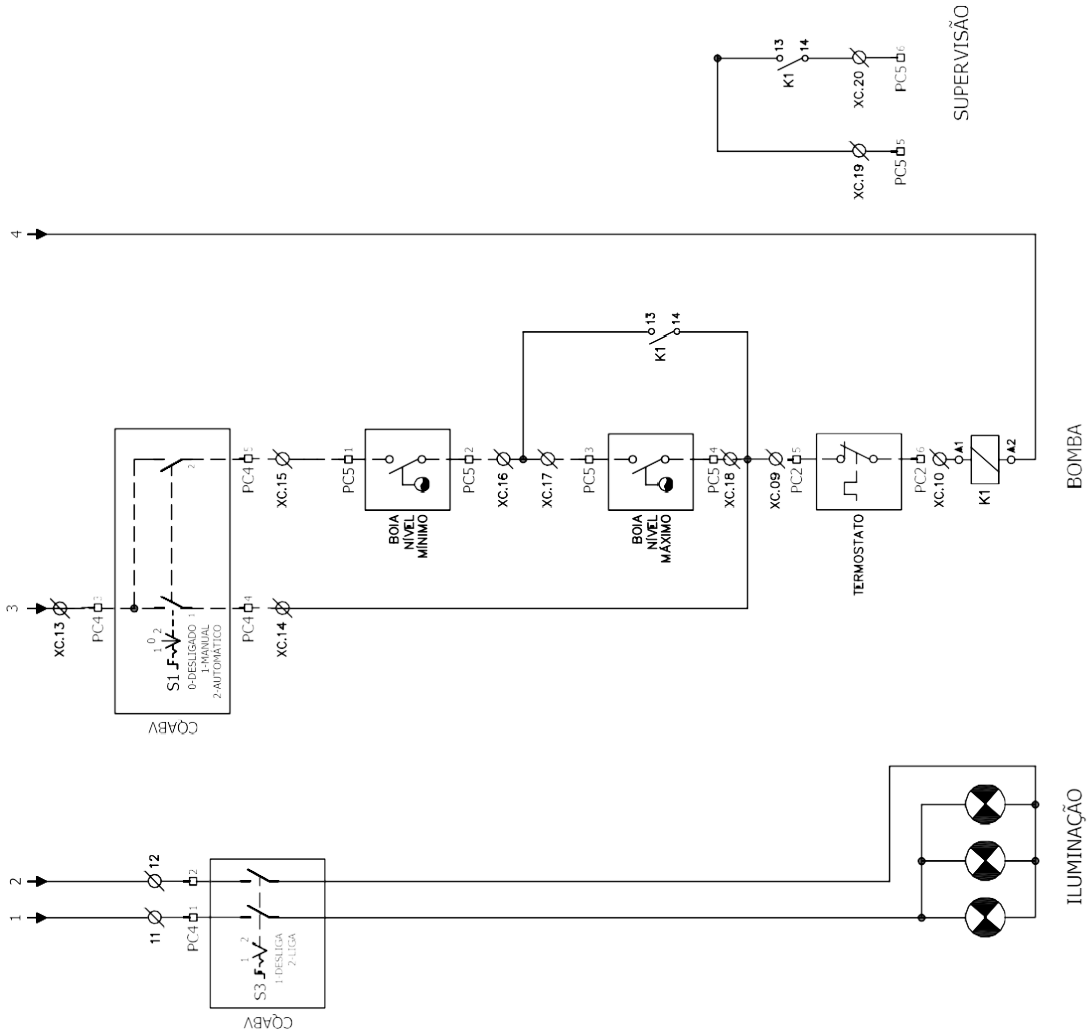 1
2
11
12
PC4
1
2
S3
1 2
1-DESLIGA
2-LIGA
CQABV
ILUMINAÇÃO
3
XC.13
PC4
3
S1
1 0 2
0-DESLIGADO
1-MANUAL
2-AUTOMÁTICO
1
2
CQABV
PC4
4
XC.14
PC4
5
XC.15
PC5
1
BOIA
NÍVEL
MÍNIMO
PC5
2
XC.16
XC.17
PC5
3
BOIA
NÍVEL
MÁXIMO
PC5
4
XC.18
K1
13
14
XC.09
PC2
5
TERMOSTATO
PC2
6
XC.10
A1
K1
A2
BOMBA
4
K1
13
14
XC.19
XC.20
PC5
5
PC5
6
SUPERVISÃO